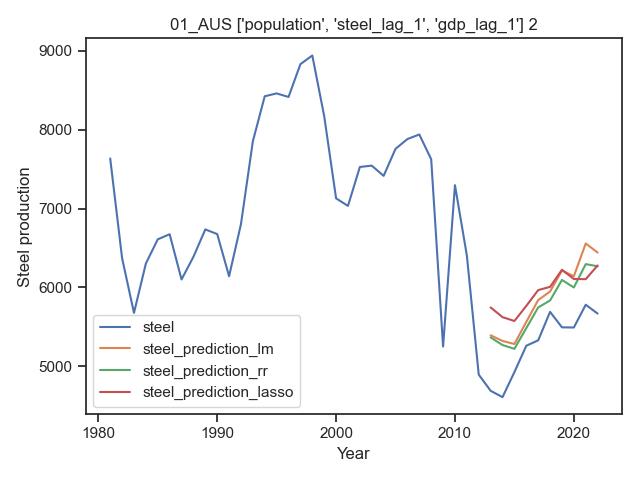 01_AUS ['population', 'steel_lag_1', 'gdp_lag_1'] 2
Steel production
9000
8000
7000
6000
5000
steel
steel_prediction_lm
steel_prediction_rr
steel_prediction_lasso
1980
1990
2000
2010
2020
Year